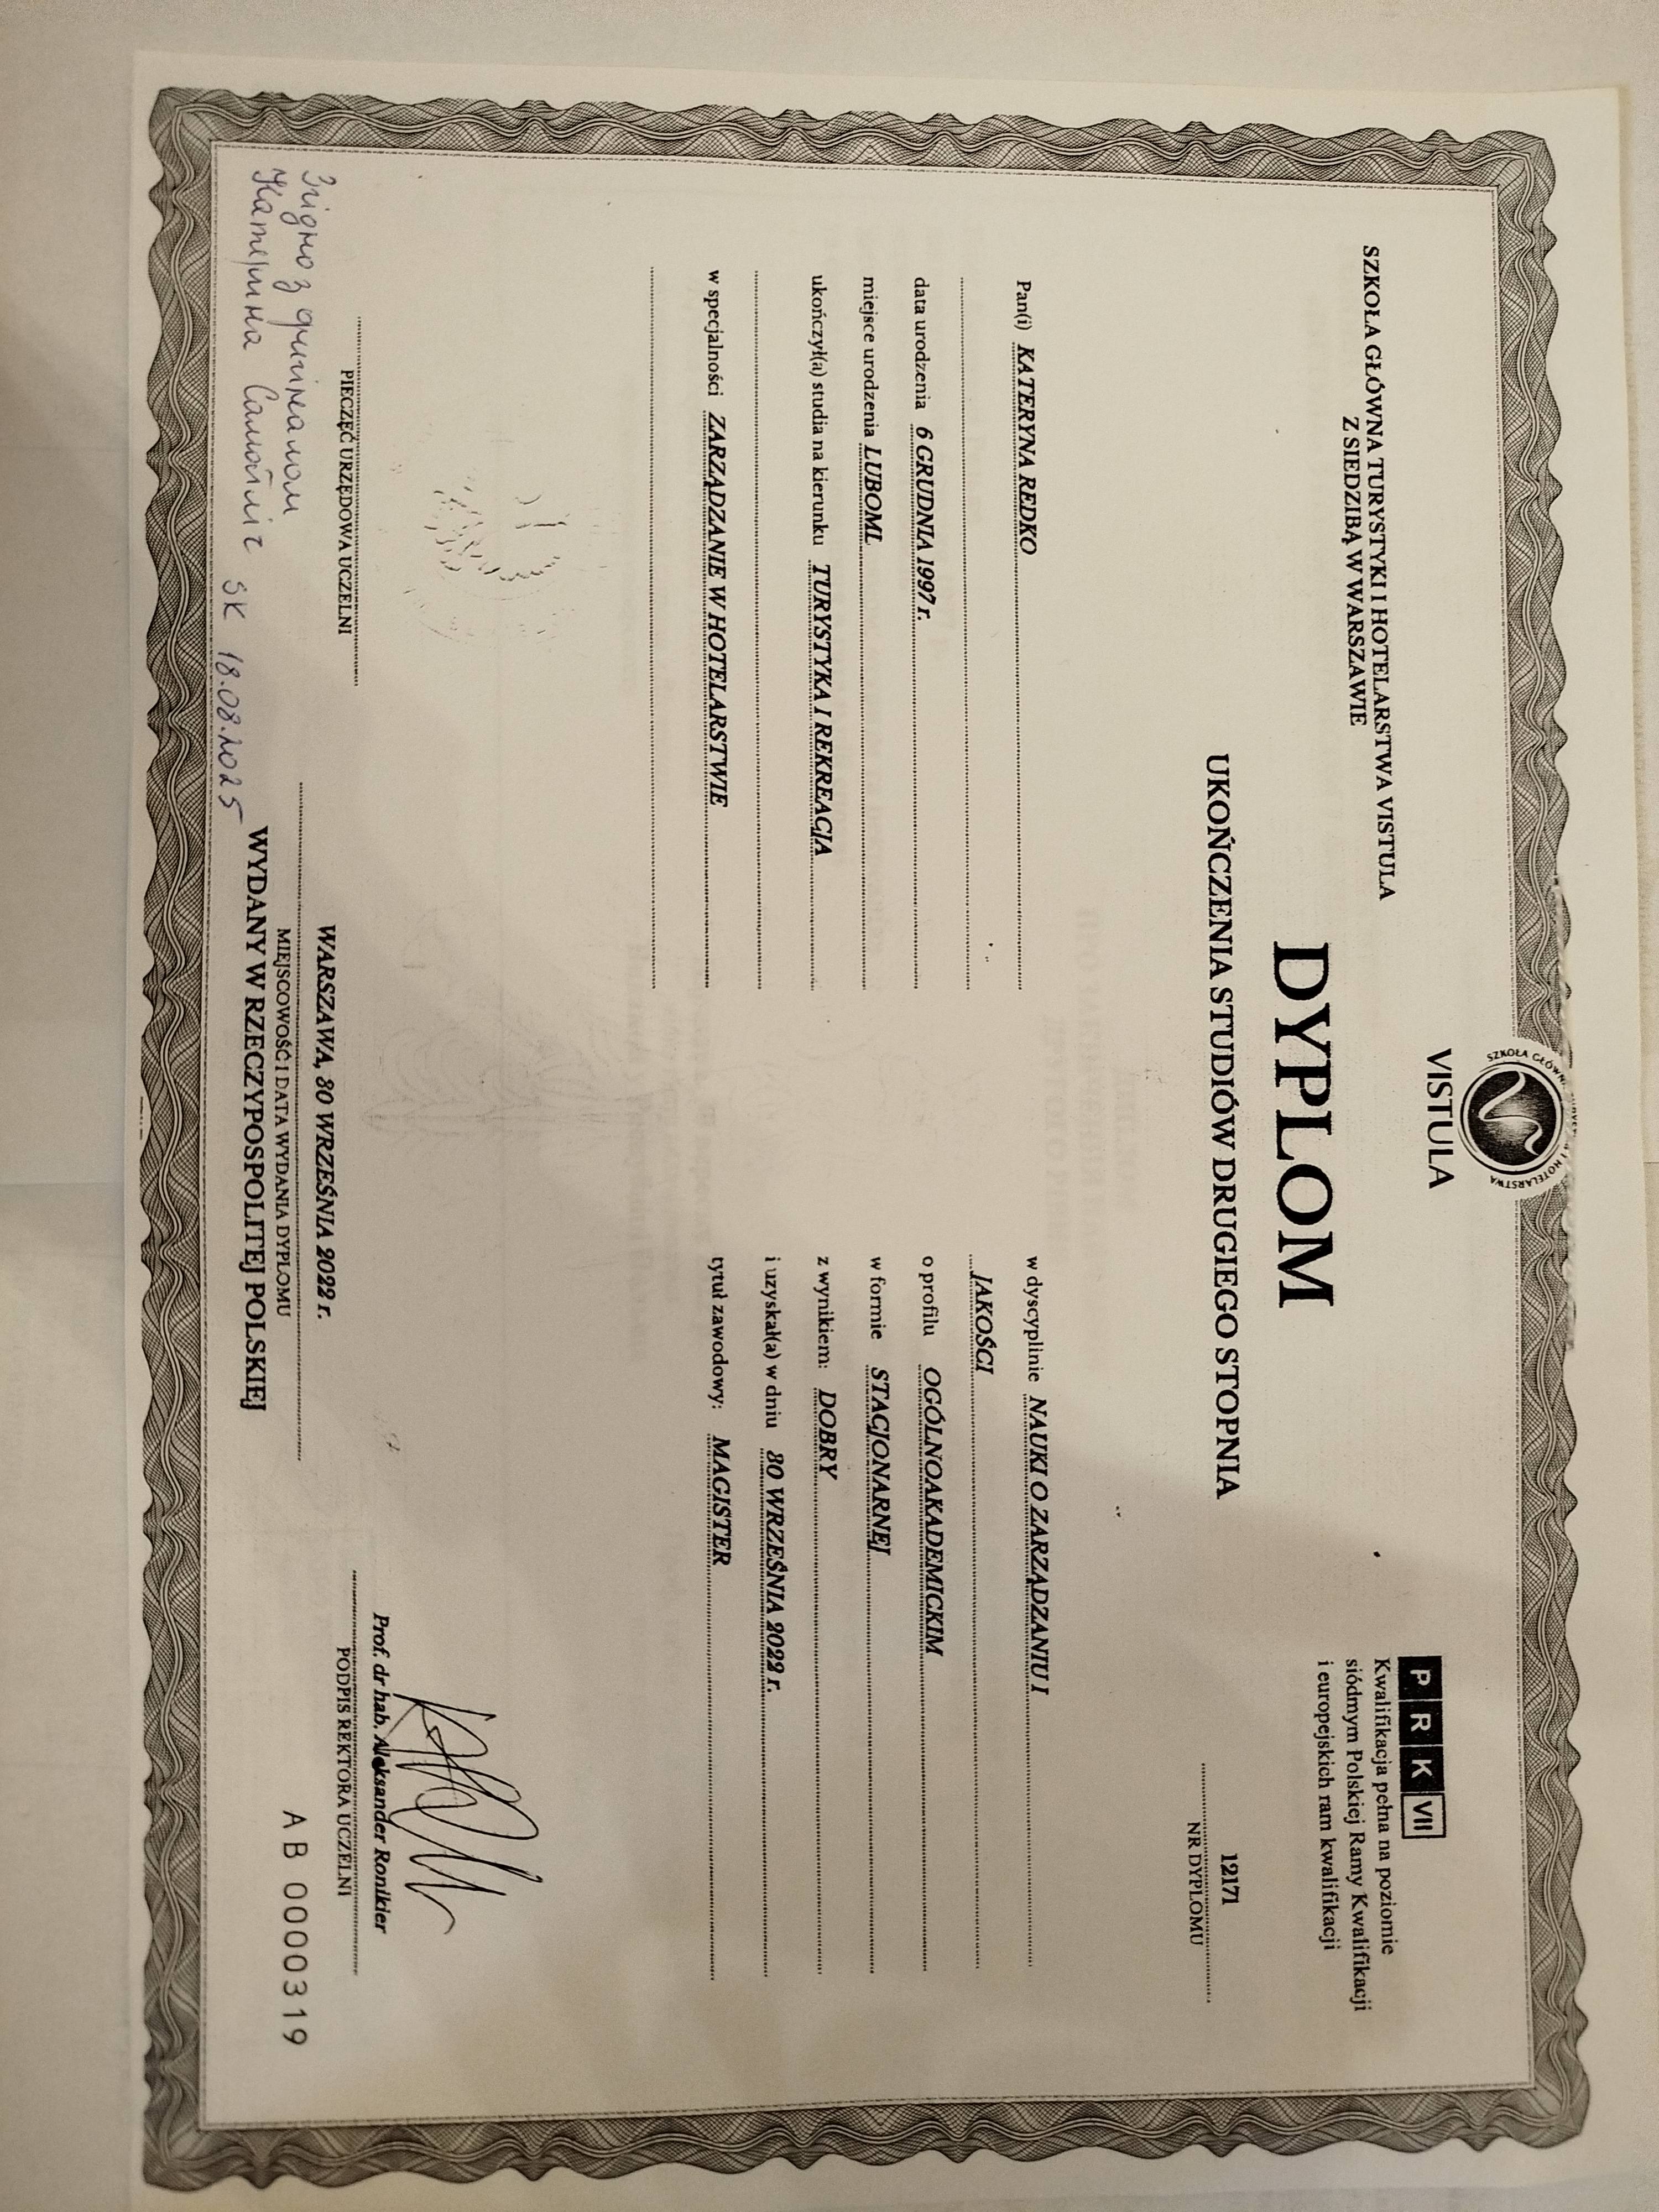 SZKOŁA GŁÓWNA TURYSTYKI I HOTELARSTWA VISTULA
Z SIEDZIBĄ W WARSZAWIE
VISTULA
PRK VII
Kwalifikacja pełna na poziomie
siódmym Polskiej Ramy Kwalifikacji
i europejskich ram kwalifikacji
DYPLOM
UKOŃCZENIA STUDIÓW DRUGIEGO STOPNIA
12171
NR DYPLOMU
Pan(i) KATERYNA REDKO
data urodzenia 6 GRUDNIA 1997 r.
miejsce urodzenia LUBOML
ukończył(a) studia na kierunku TURYSTYKA I REKREACJA
w specjalności ZARZĄDZANIE W HOTELARSTWIE
w dyscyplinie NAUKI O ZARZĄDZANIU I
JAKOŚCI
o profilu OGÓLNOAKADEMICKIM
w formie STACJONARNEJ
z wynikiem: DOBRY
i uzyskał(a) w dniu 30 WRZEŚNIA 2022 r.
tytuł zawodowy: MAGISTER
PIECZĘĆ URZĘDOWA UCZELNI
WARSZAWA, 30 WRZEŚNIA 2022 r.
MIEJSCOWOŚĆ I DATA WYDANIA DYPLOMU
Prof. dr hab. Aleksander Ronikier
PODPIS REKTORA UCZELNI
WYDANY W RZECZYPOSPOLITEJ POLSKIEJ
AB 0000319
Згідно з оригіналом
Катерина SK 18.08.2025